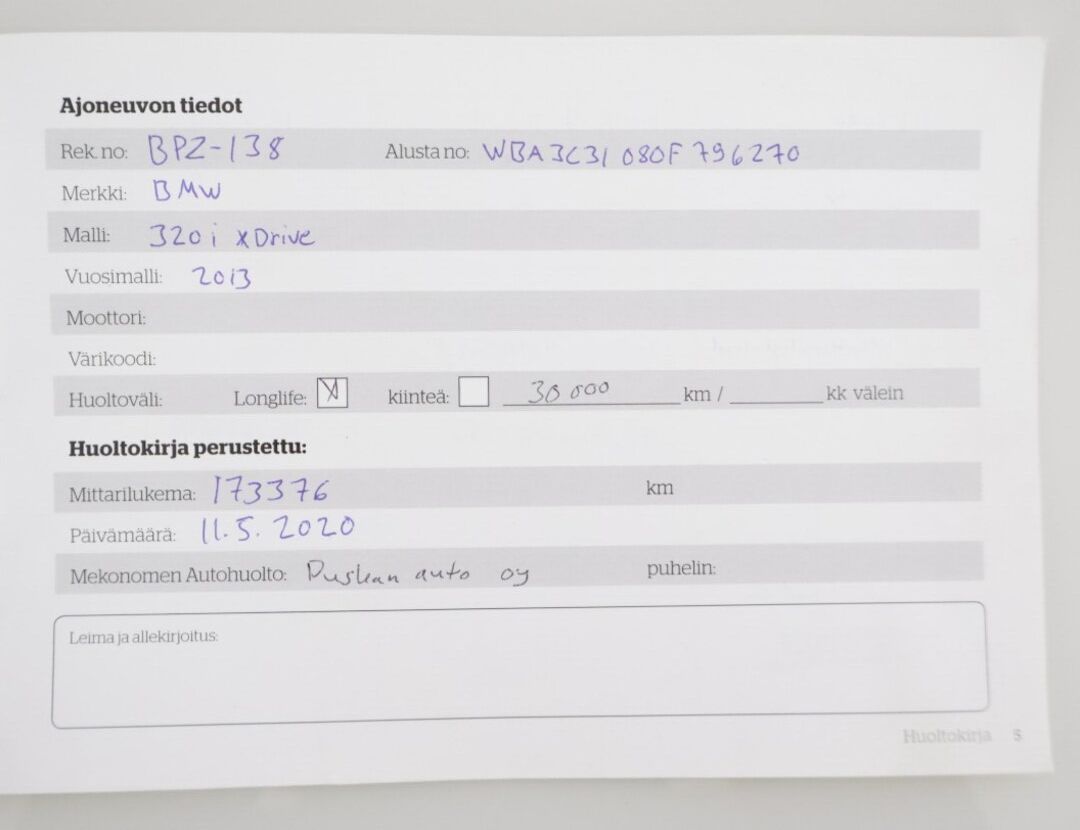 Ajoneuvon tiedot
Rek. no: BPZ-138 Alusta no: WBA3C31080F796270
Merkki: BMW
Malli: 320i xDrive
Vuosimalli: 2013
Moottori:
Värikoodi:
Huoltoväli: Longlife: X kiinteä: 30 000 km / kk välein
Huoltokirja perustettu:
Mittarilukema: 173376 km
Päivämäärä: 11.5.2020
Mekonomen Autohuolto: auto oy puhelin:
Leima ja allekirjoitus:
Huoltokirja 5